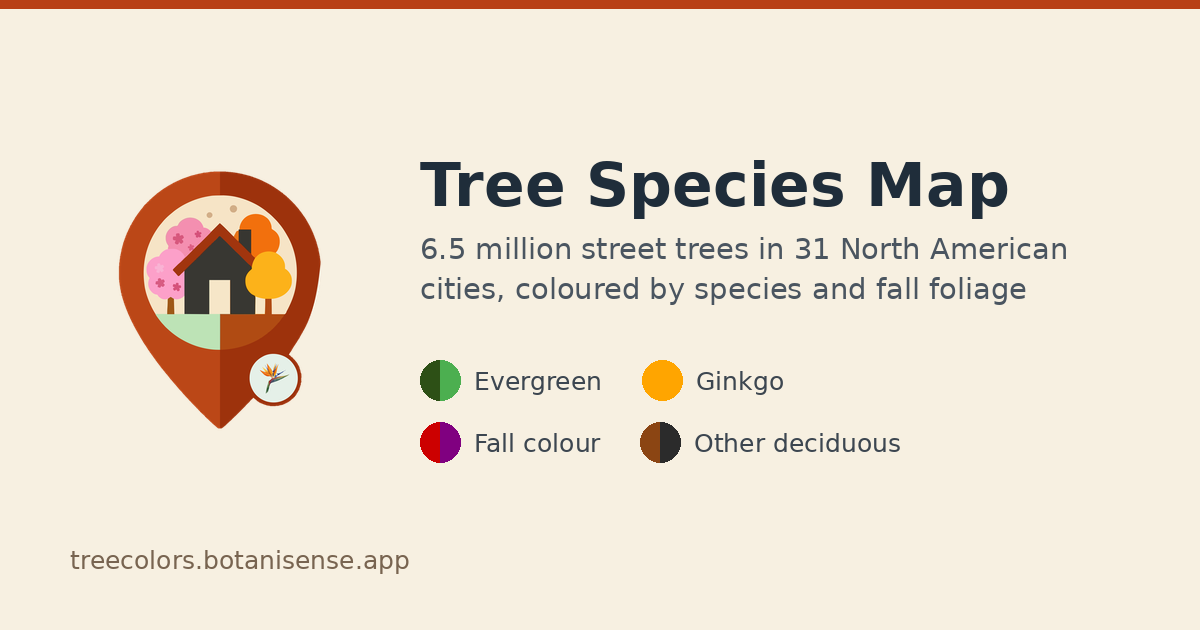 Tree Species Map
6.5 million street trees in 31 North American
cities, coloured by species and fall foliage
Evergreen
Ginkgo
Fall colour
Other deciduous
treecolors.botanisense.app